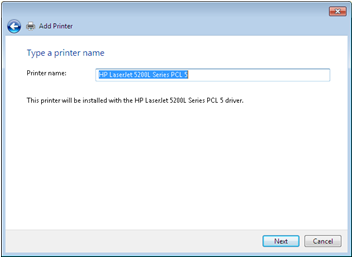 Add Printer
Type a printer name
Printer name: HP LaserJet 5200L Series PCL 5
This printer will be installed with the HP LaserJet 5200L Series PCL 5 driver.
Next Cancel